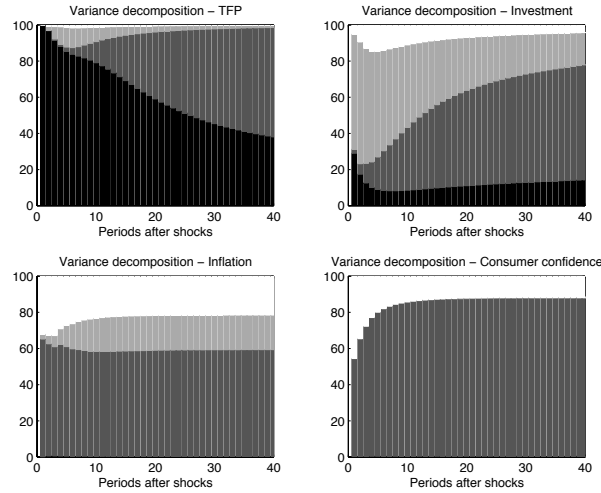 Variance decomposition – TFP
100
80
60
40
20
0
0 10 20 30 40
Periods after shocks
Variance decomposition – Investment
100
80
60
40
20
0
0 10 20 30 40
Periods after shocks
Variance decomposition – Inflation
100
80
60
40
20
0
0 10 20 30 40
Periods after shocks
Variance decomposition – Consumer confidence
100
80
60
40
20
0
0 10 20 30 40
Periods after shocks